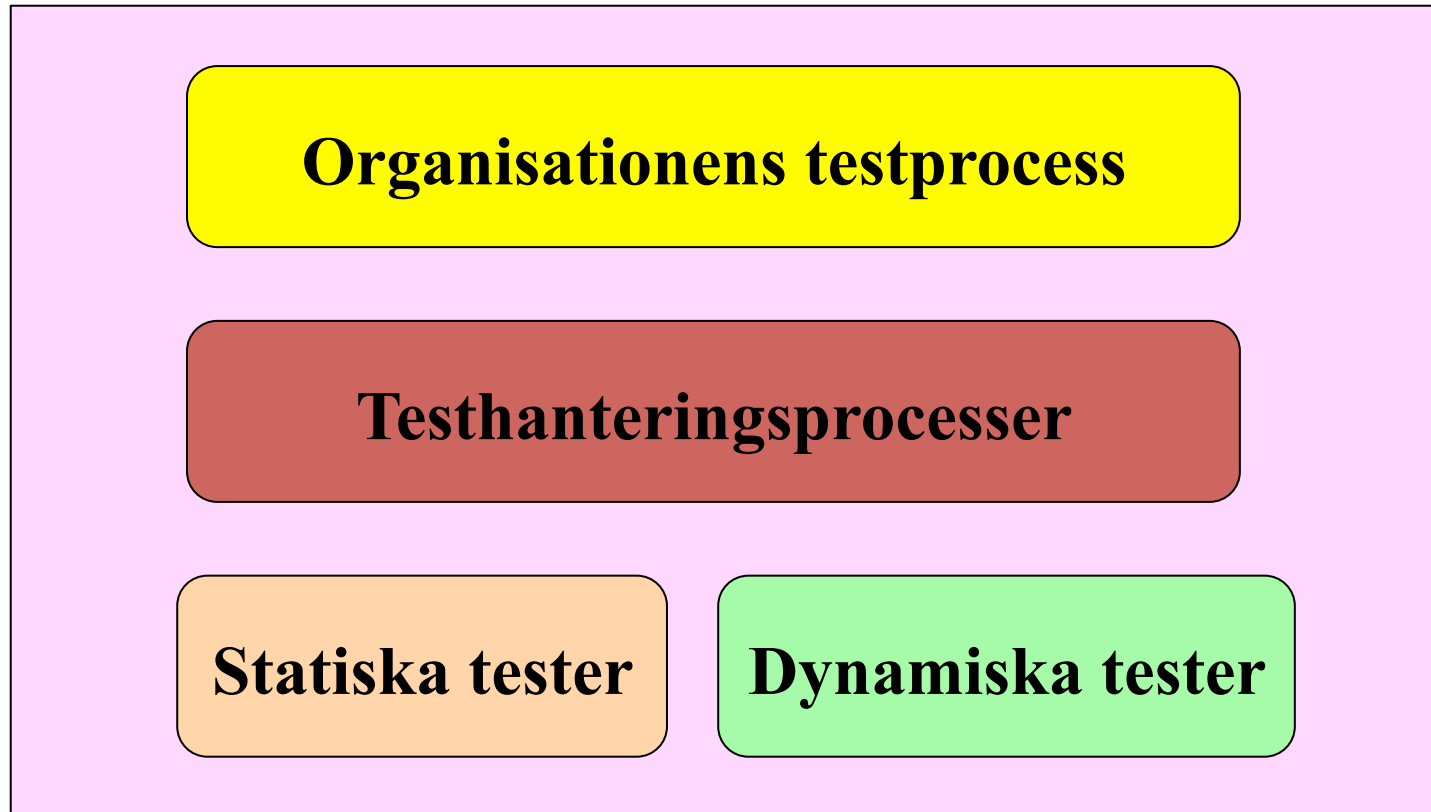 Organisationens testprocess
Testhanteringsprocesser
Statiska tester
Dynamiska tester